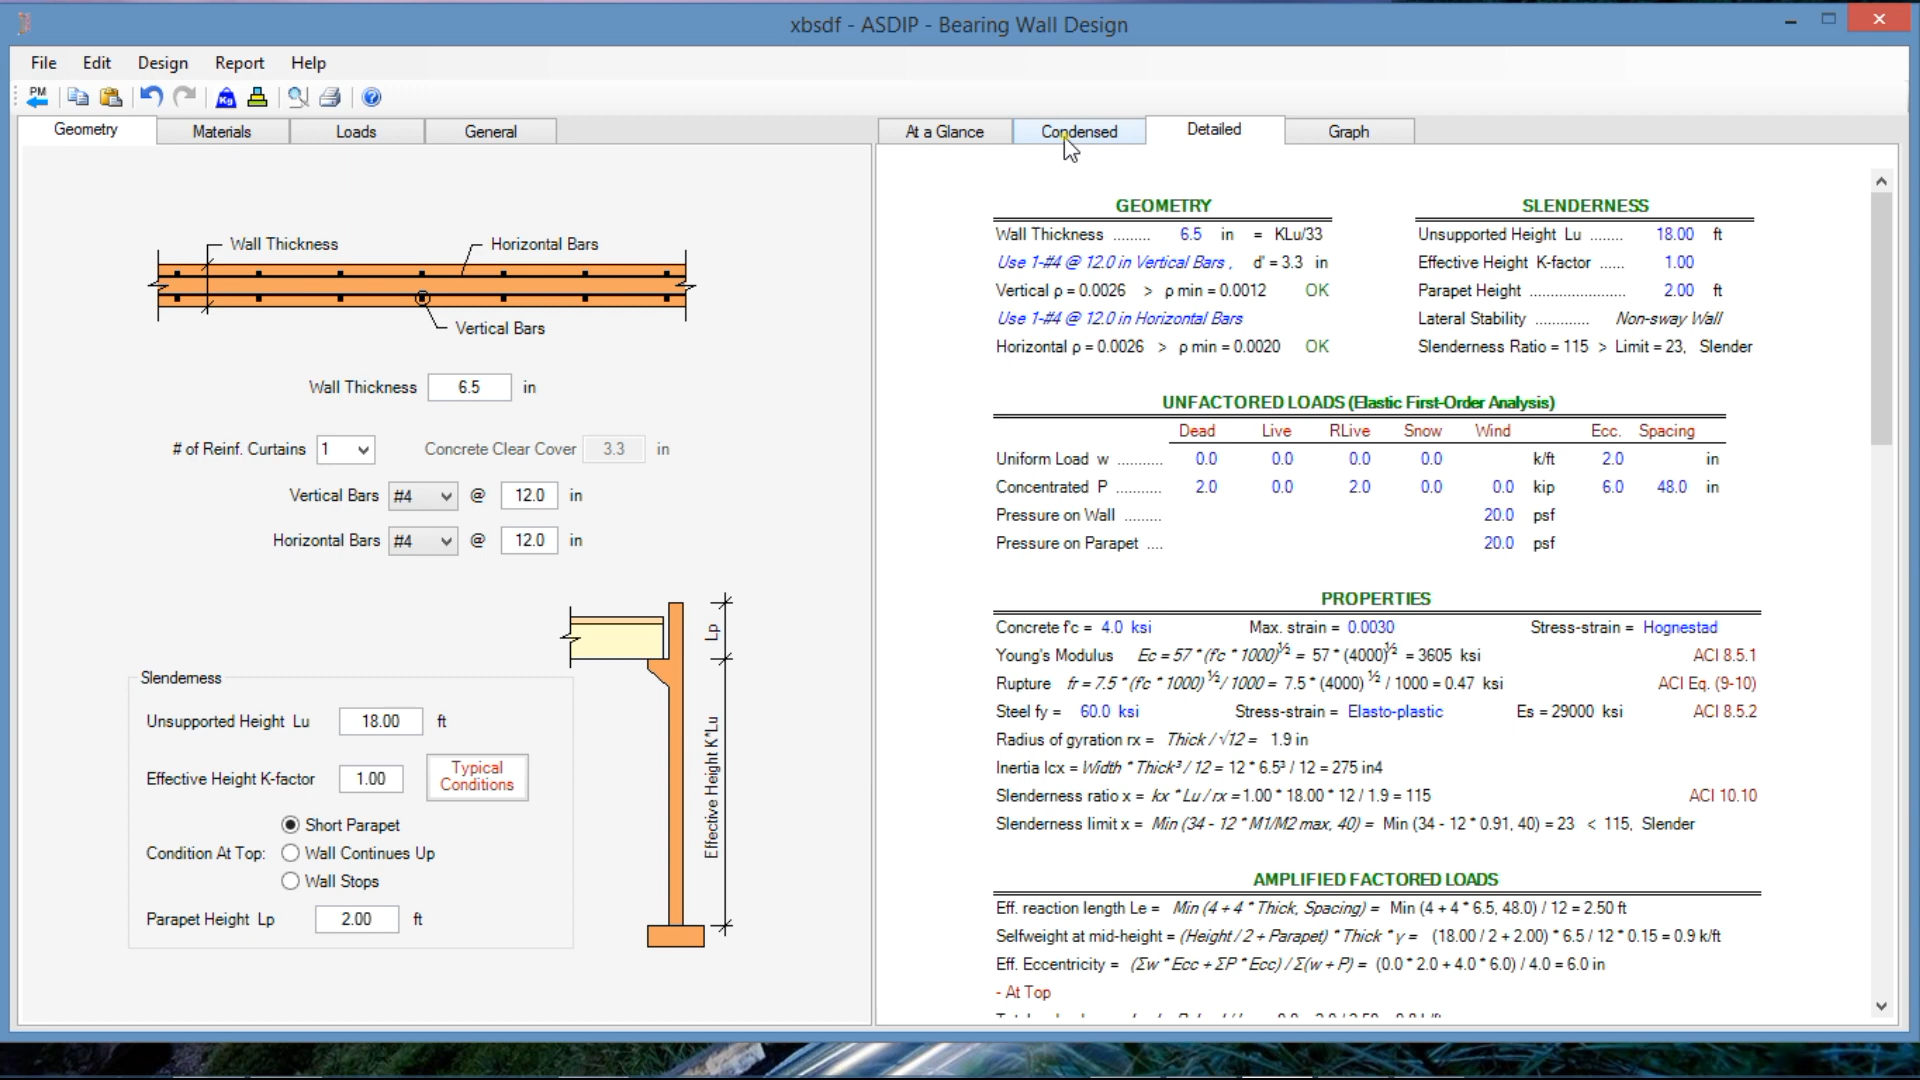 xbsdf - ASDIP - Bearing Wall Design
File Edit Design Report Help
PM Kg ?
Geometry Materials Loads General
At a Glance Condensed Detailed Graph
Wall Thickness Horizontal Bars
Vertical Bars
Wall Thickness 6.5 in
# of Reinf. Curtains 1 Concrete Clear Cover 3.3 in
Vertical Bars #4 @ 12.0 in
Horizontal Bars #4 @ 12.0 in
Lp
Effective Height K*Lu
Slenderness
Unsupported Height Lu 18.00 ft
Effective Height K-factor 1.00 Typical
Conditions
Short Parapet
Condition At Top: Wall Continues Up
Wall Stops
Parapet Height Lp 2.00 ft
GEOMETRY
Wall Thickness ......... 6.5 in = KLu/33
Use 1-#4 @ 12.0 in Vertical Bars , d' = 3.3 in
Vertical ρ = 0.0026 > ρ min = 0.0012 OK
Use 1-#4 @ 12.0 in Horizontal Bars
Horizontal ρ = 0.0026 > ρ min = 0.0020 OK
SLENDERNESS
Unsupported Height Lu ........ 18.00 ft
Effective Height K-factor ...... 1.00
Parapet Height ....................... 2.00 ft
Lateral Stability ............. Non-sway Wall
Slenderness Ratio = 115 > Limit = 23, Slender
UNFACTORED LOADS (Elastic First-Order Analysis)
Dead Live RLive Snow Wind Ecc. Spacing
Uniform Load w ........... 0.0 0.0 0.0 0.0 k/ft 2.0 in
Concentrated P ........... 2.0 0.0 2.0 0.0 0.0 kip 6.0 48.0 in
Pressure on Wall ......... 20.0 psf
Pressure on Parapet .... 20.0 psf
PROPERTIES
Concrete f'c = 4.0 ksi Max. strain = 0.0030 Stress-strain = Hognestad
Young's Modulus Ec = 57 * (f'c * 1000)½ = 57 * (4000)½ = 3605 ksi ACI 8.5.1
Rupture fr = 7.5 * (f'c * 1000) ½ / 1000 = 7.5 * (4000) ½ / 1000 = 0.47 ksi ACI Eq. (9-10)
Steel fy = 60.0 ksi Stress-strain = Elasto-plastic Es = 29000 ksi ACI 8.5.2
Radius of gyration rx = Thick / √12 = 1.9 in
Inertia Icx = Width * Thick³ / 12 = 12 * 6.5³ / 12 = 275 in4
Slenderness ratio x = kx * Lu / rx = 1.00 * 18.00 * 12 / 1.9 = 115 ACI 10.10
Slenderness limit x = Min (34 - 12 * M1/M2 max, 40) = Min (34 - 12 * 0.91, 40) = 23 < 115, Slender
AMPLIFIED FACTORED LOADS
Eff. reaction length Le = Min (4 + 4 * Thick, Spacing) = Min (4 + 4 * 6.5, 48.0) / 12 = 2.50 ft
Selfweight at mid-height = (Height / 2 + Parapet) * Thick * γ = (18.00 / 2 + 2.00) * 6.5 / 12 * 0.15 = 0.9 k/ft
Eff. Eccentricity = (Σw * Ecc + ΣP * Ecc) / Σ(w + P) = (0.0 * 2.0 + 4.0 * 6.0) / 4.0 = 6.0 in
- At Top